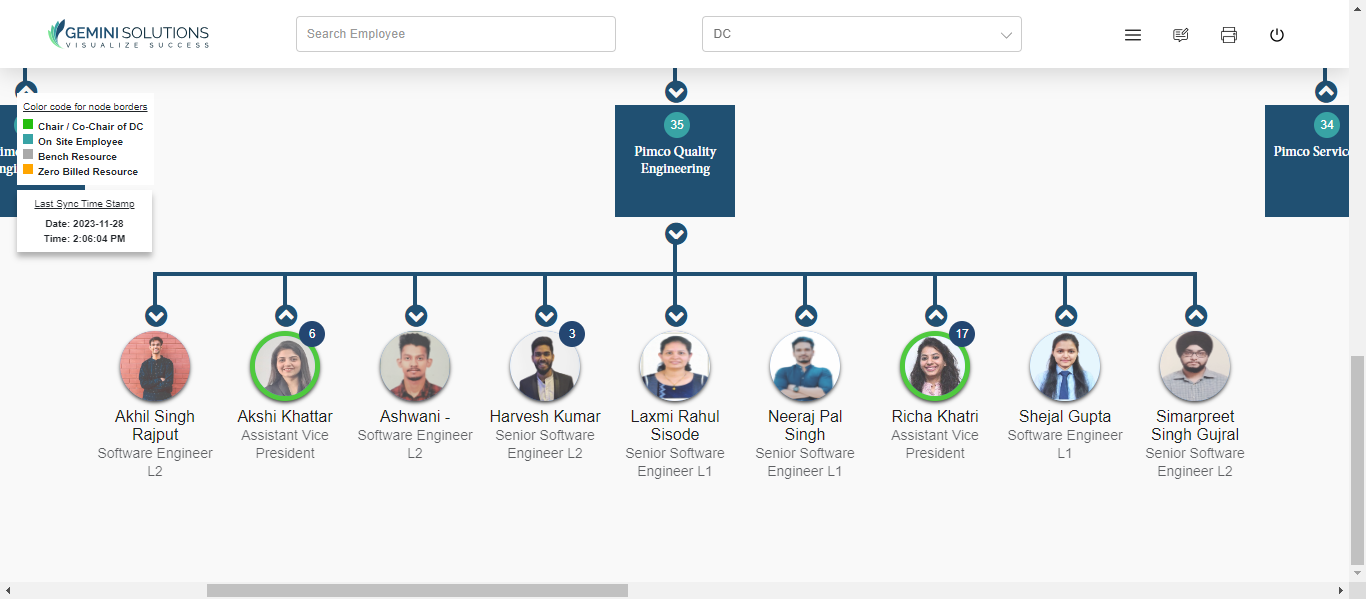 GEMINI SOLUTIONS
VISUALIZE SUCCESS
Search Employee
DC
Color code for node borders
Chair / Co-Chair of DC
On Site Employee
Bench Resource
Zero Billed Resource
Last Sync Time Stamp
Date: 2023-11-28
Time: 2:06:04 PM
35
Pimco Quality
Engineering
34
Pimco Servic
6
3
17
Akhil Singh
Rajput
Software Engineer
L2
Akshi Khattar
Assistant Vice
President
Ashwani -
Software Engineer
L2
Harvesh Kumar
Senior Software
Engineer L2
Laxmi Rahul
Sisode
Senior Software
Engineer L1
Neeraj Pal
Singh
Senior Software
Engineer L1
Richa Khatri
Assistant Vice
President
Shejal Gupta
Software Engineer
L1
Simarpreet
Singh Gujral
Senior Software
Engineer L2